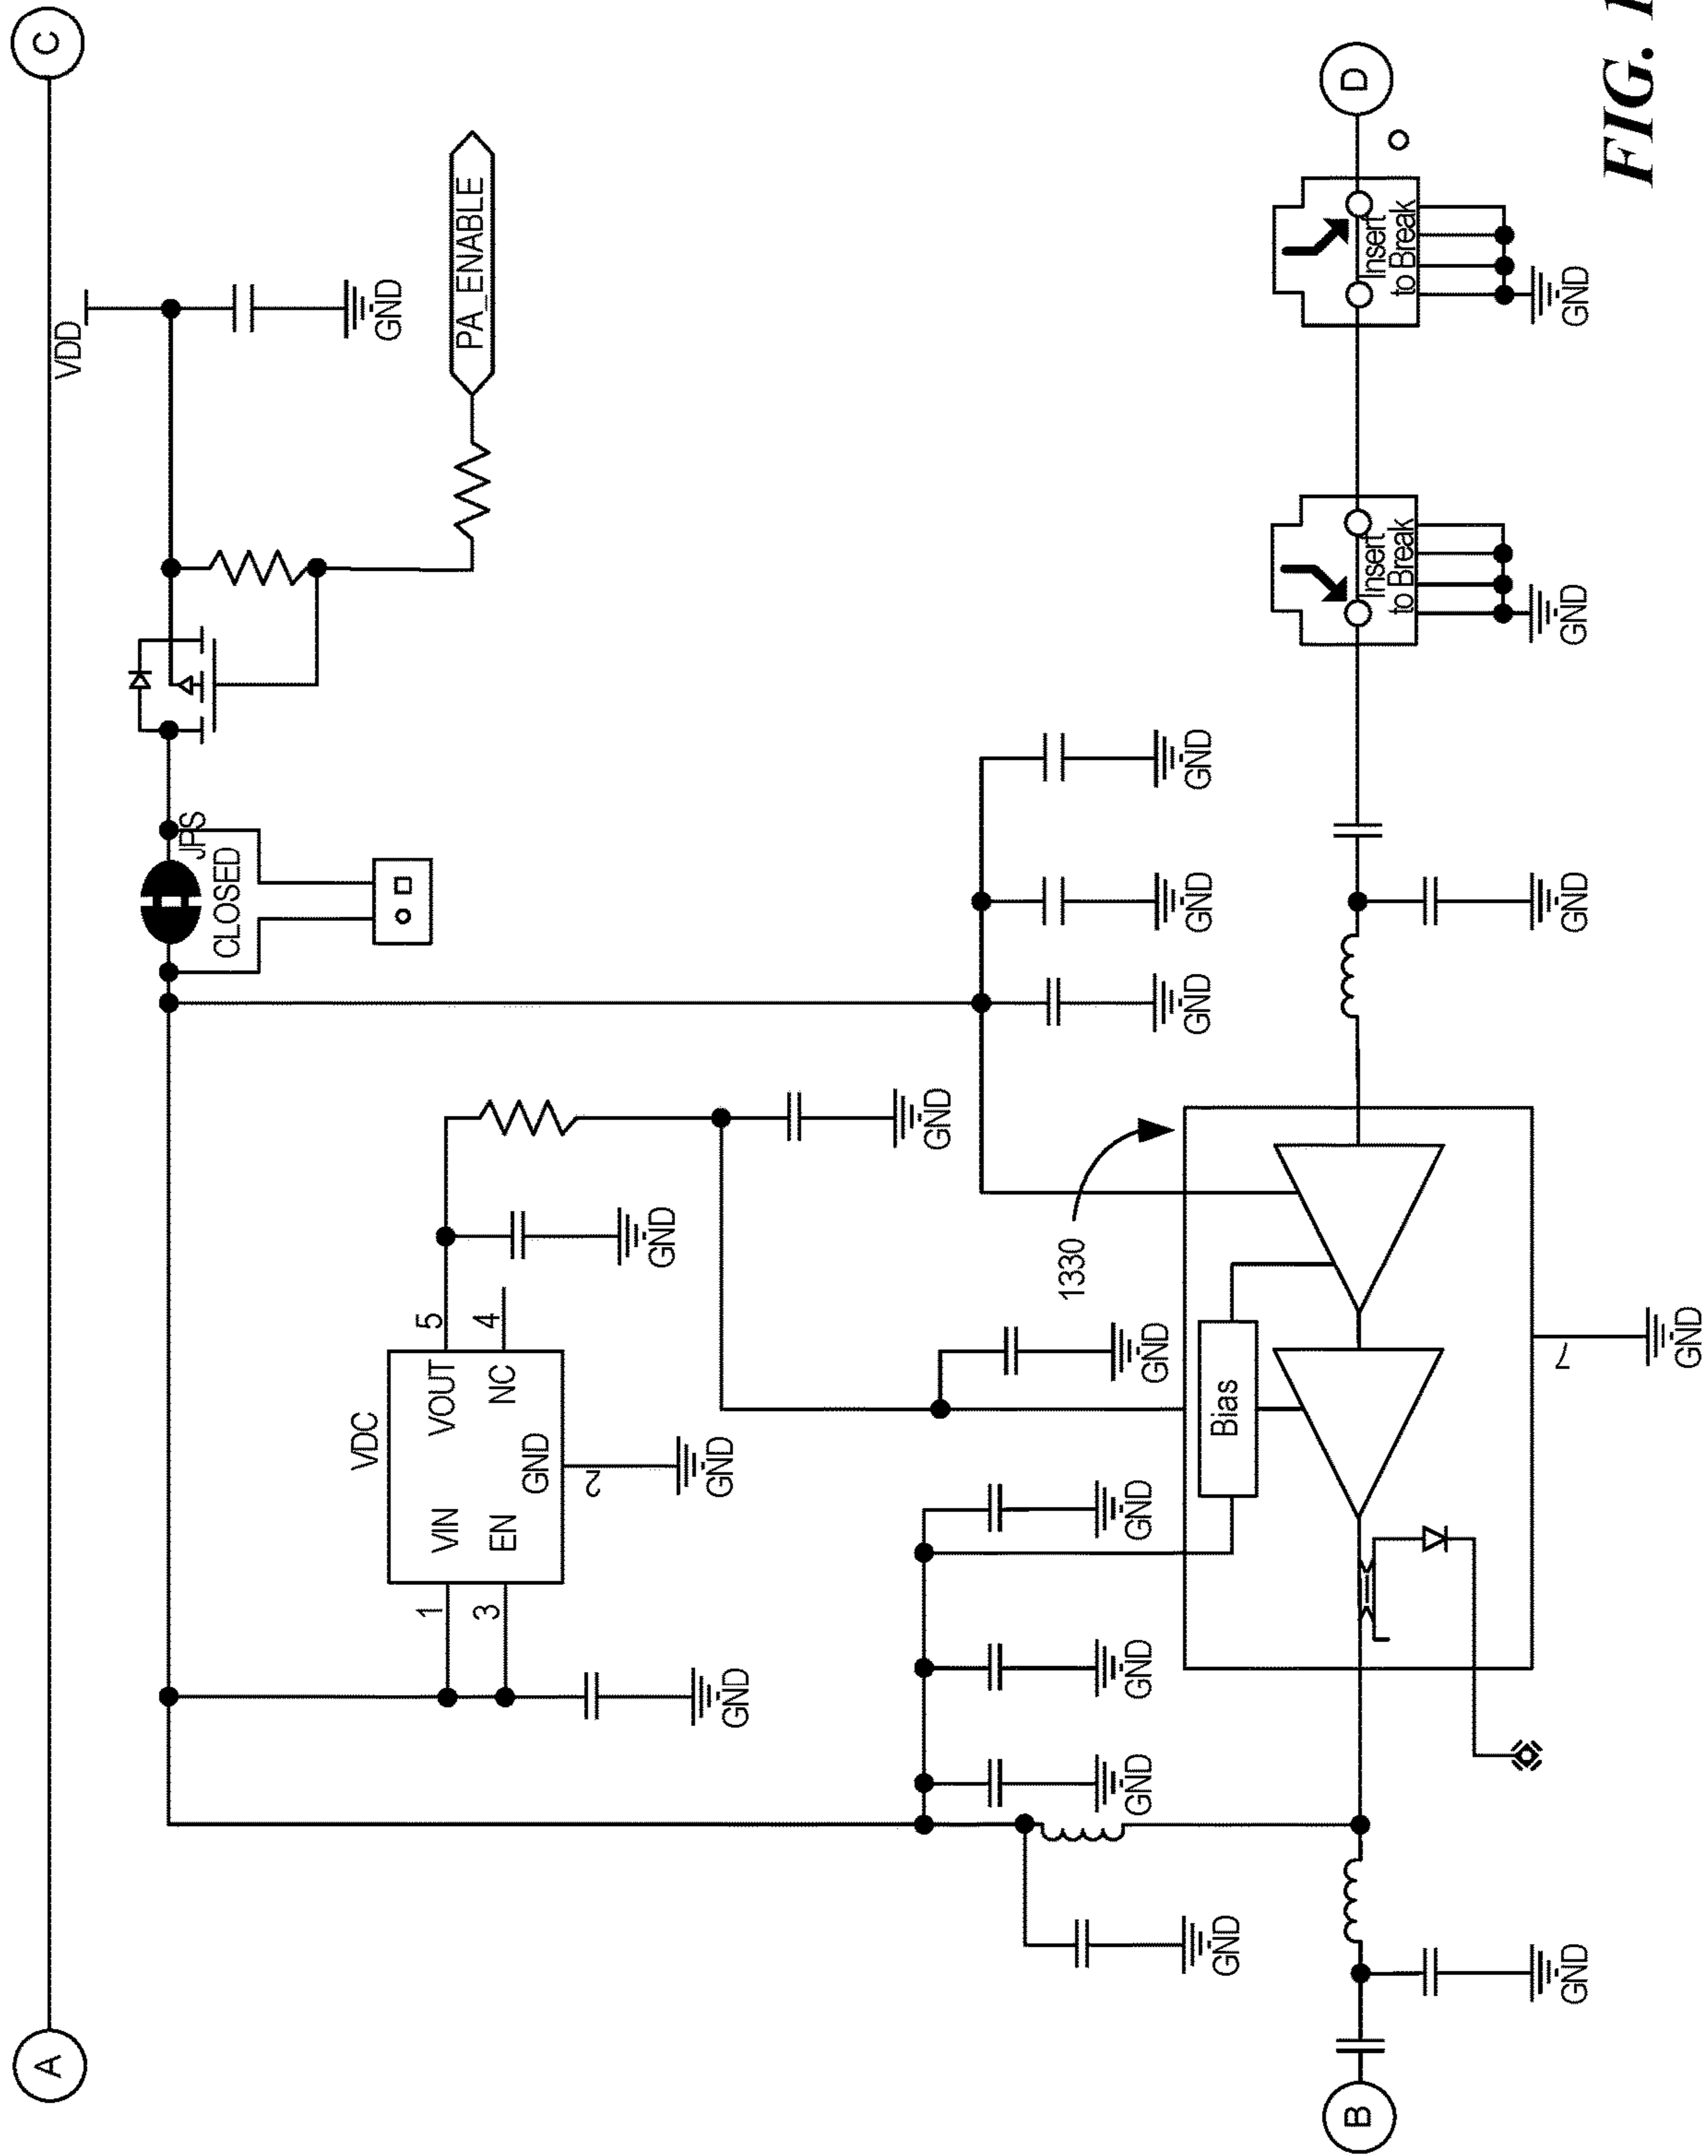 A
C
VDD
JPS
CLOSED
VDC
GND
1
5
VIN
VOUT
PA_ENABLE
3
4
EN
NC
GND
2
GND
GND
GND
GND
1330
GND
GND
GND
GND
GND
GND
GND
GND
Bias
B
D
Insert
to Break
Insert
to Break
7
GND
GND
GND
GND
GND
FIG.